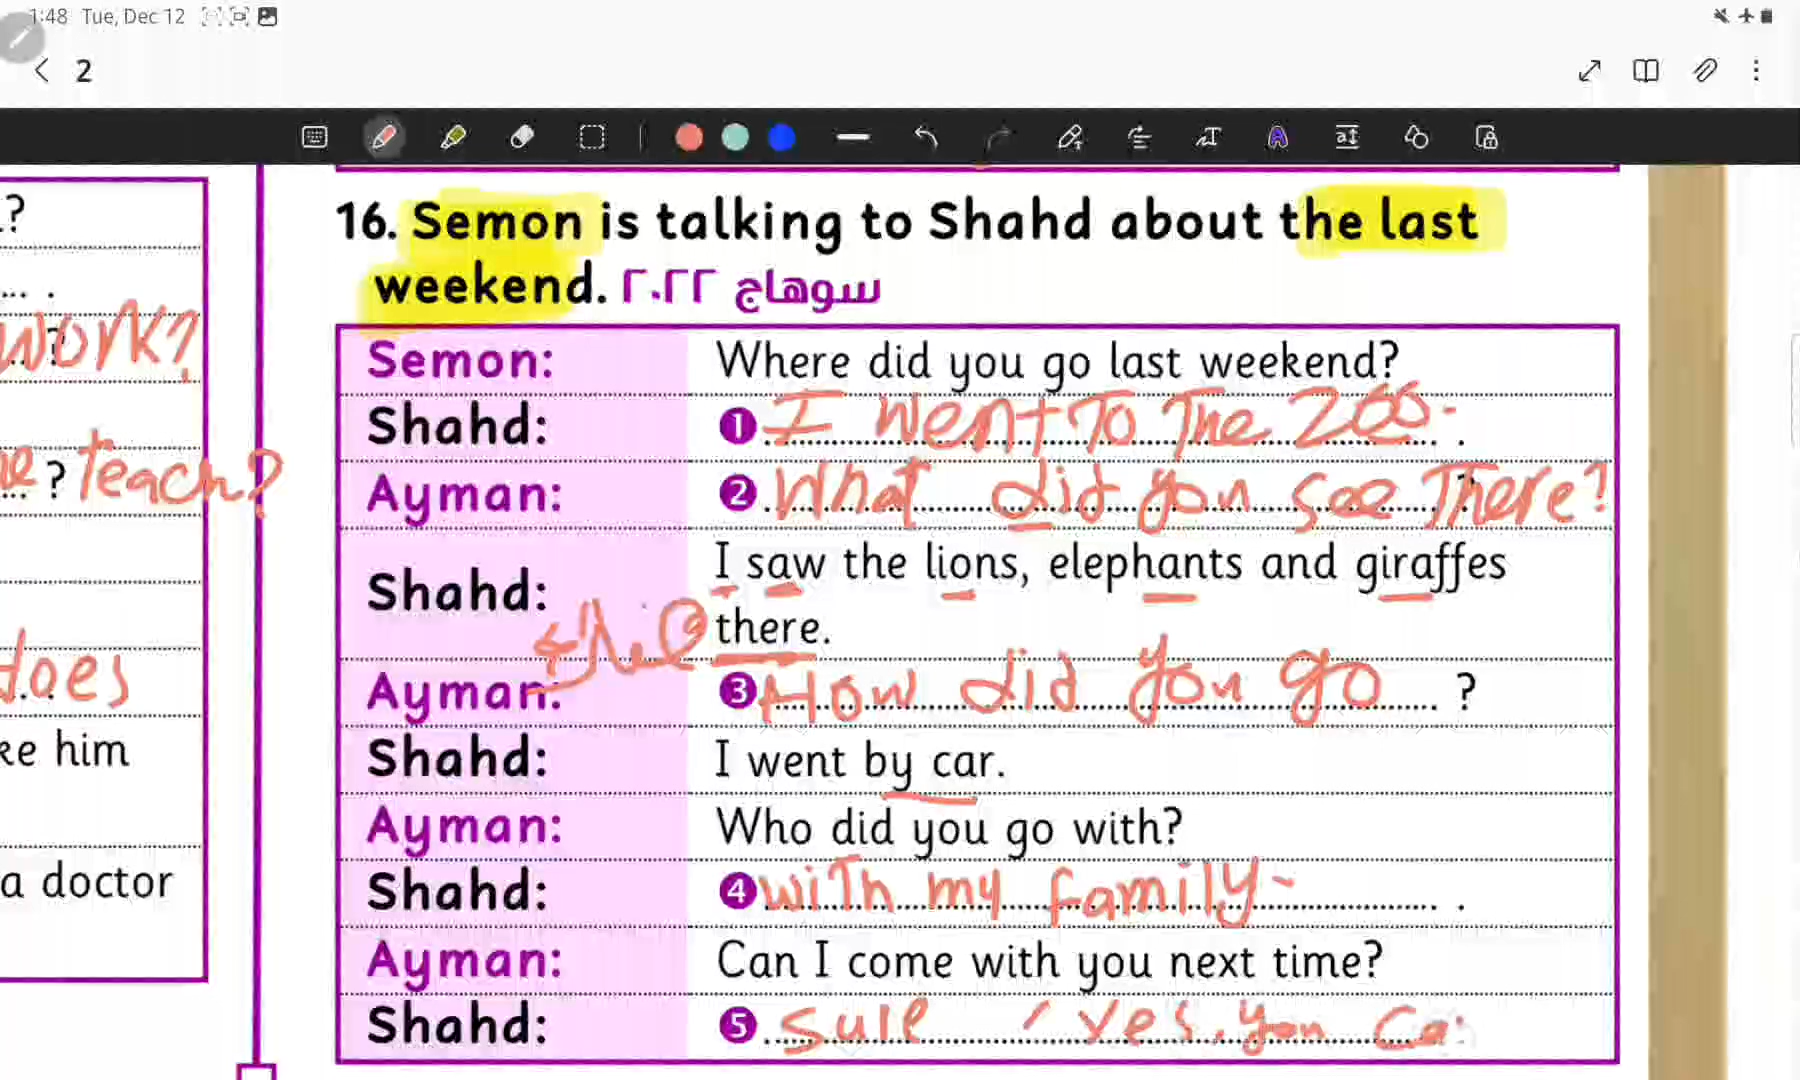 1:48 Tue, Dec 12
2
16. Semon is talking to Shahd about the last
weekend. سوهاج ٢٠٢٢
Semon: Where did you go last weekend?
Shahd: 1 I went To The Zoo.
Ayman: 2 What did you see There?
Shahd: I saw the lions, elephants and giraffes
there.
Ayman: 3 How did you go ?
Shahd: I went by car.
Ayman: Who did you go with?
Shahd: 4 with my family .
Ayman: Can I come with you next time?
Shahd: 5 Sure / Yes, you Ca
?
work?
? teach?
does
ke him
a doctor